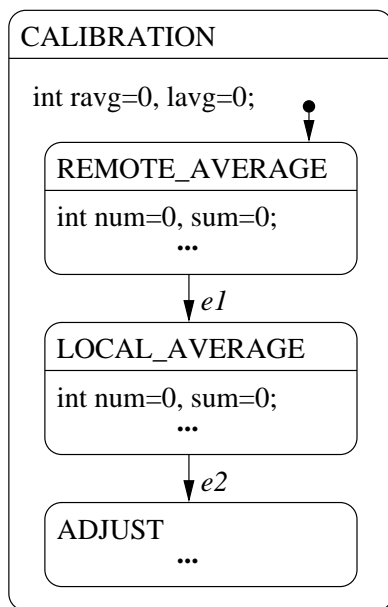 CALIBRATION
int ravg=0, lavg=0;
REMOTE_AVERAGE
int num=0, sum=0;
...
e1
LOCAL_AVERAGE
int num=0, sum=0;
...
e2
ADJUST
...